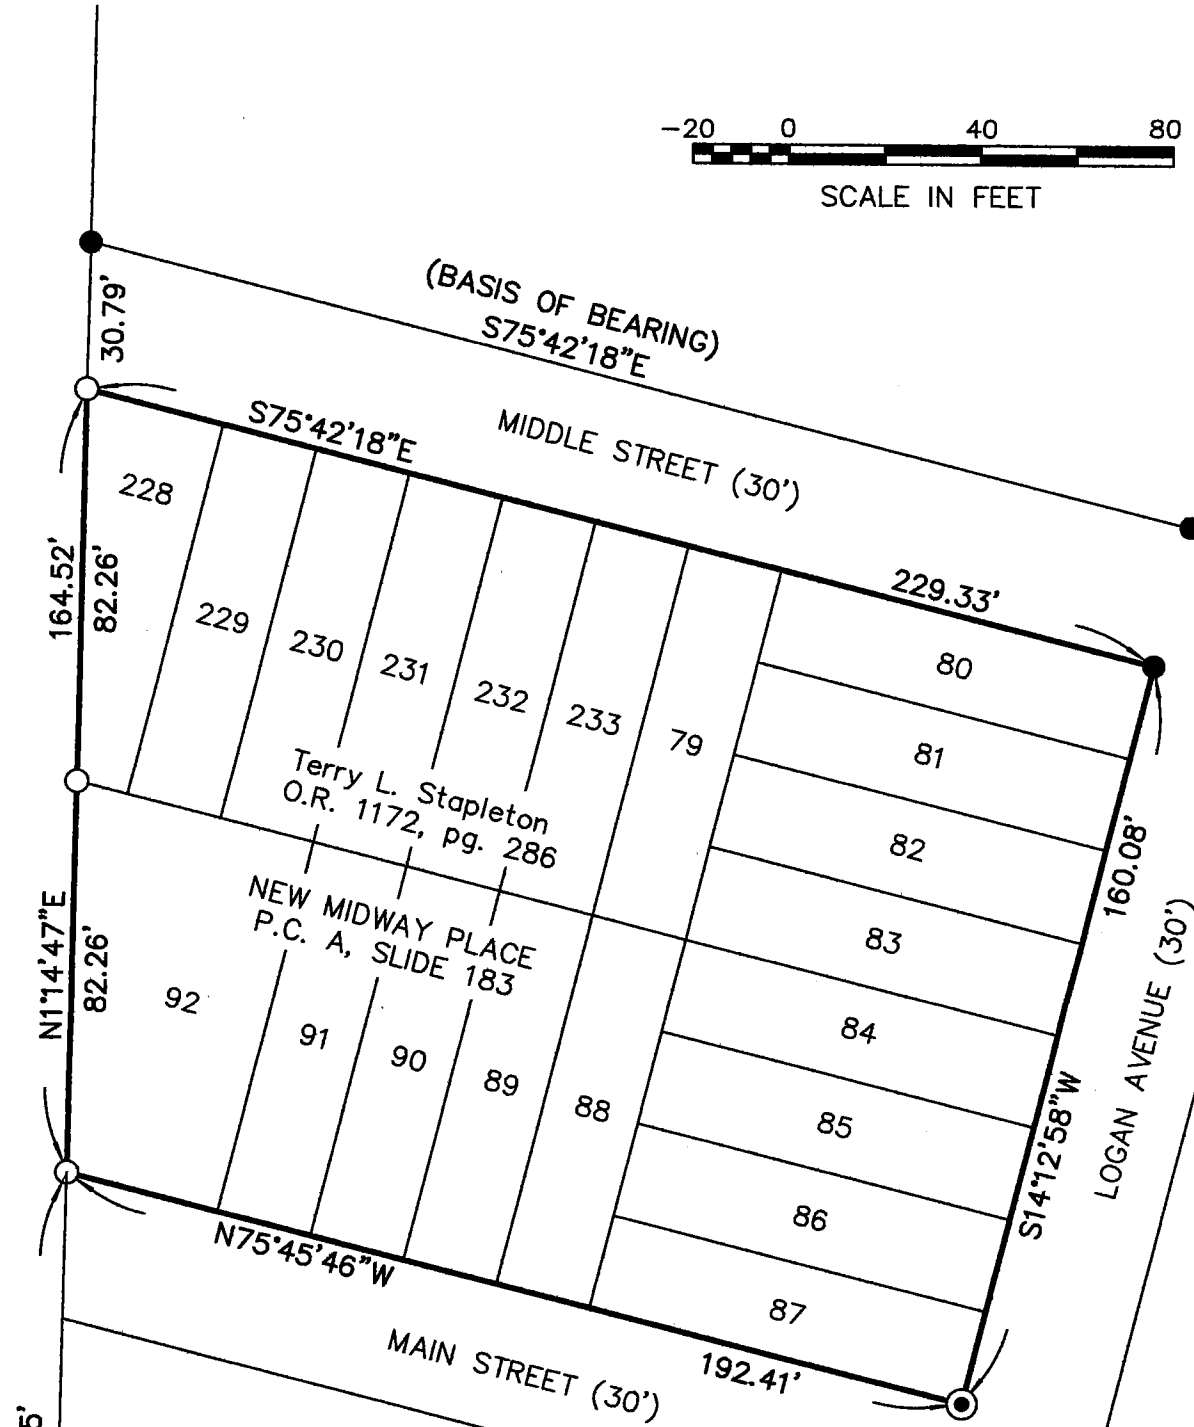 -20 0 40 80
SCALE IN FEET
(BASIS OF BEARING)
S75°42'18"E
30.79'
S75°42'18"E
MIDDLE STREET (30')
229.33'
228
229
230
231
232
233
79
80
81
82
83
84
85
86
87
164.52'
82.26'
Terry L. Stapleton
O.R. 1172, pg. 286
NEW MIDWAY PLACE
P.C. A, SLIDE 183
160.08'
LOGAN AVENUE (30')
S14°12'58"W
N1°14'47"E
82.26'
92
91
90
89
88
N75°45'46"W
192.41'
MAIN STREET (30')
5'